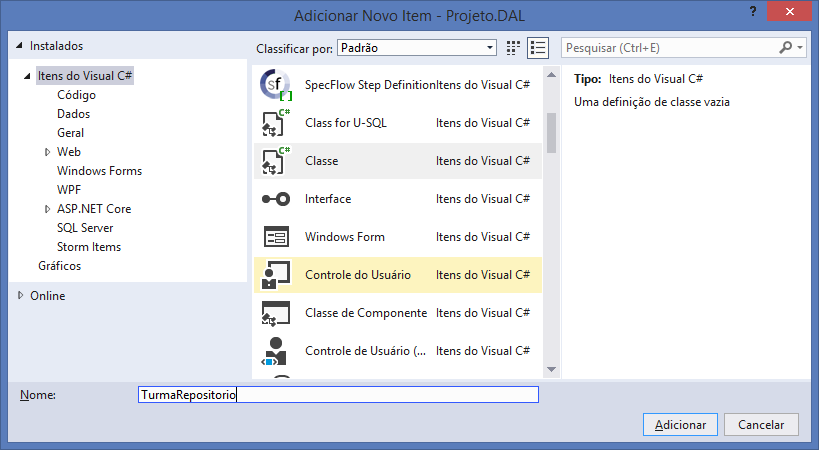 Adicionar Novo Item - Projeto.DAL
?
Instalados
Classificar por: Padrão
Pesquisar (Ctrl+E)
Itens do Visual C#
Código
Dados
Geral
Web
Windows Forms
WPF
ASP.NET Core
SQL Server
Storm Items
Gráficos
Online
sf [] SpecFlow Step Definition Itens do Visual C#
C# Class for U-SQL Itens do Visual C#
C# Classe Itens do Visual C#
Interface Itens do Visual C#
Windows Form Itens do Visual C#
Controle do Usuário Itens do Visual C#
Classe de Componente Itens do Visual C#
Controle de Usuário (... Itens do Visual C#
Tipo: Itens do Visual C#
Uma definição de classe vazia
Nome: TurmaRepositorio
Adicionar Cancelar